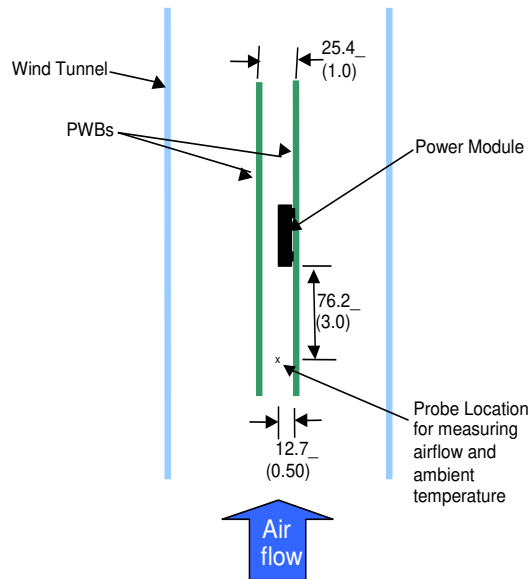 25.4_
(1.0)
Wind Tunnel
PWBs
Power Module
76.2_
(3.0)
x
Probe Location
for measuring
airflow and
ambient
temperature
12.7_
(0.50)
Air
flow